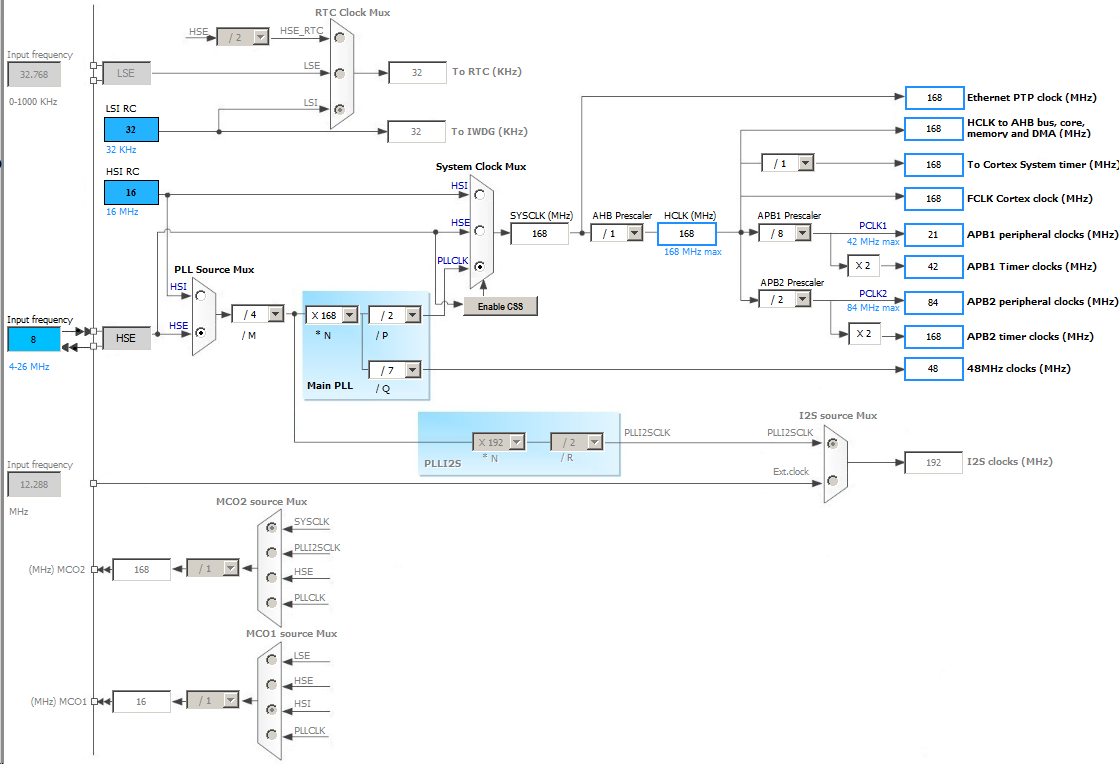 RTC Clock Mux
HSE
/ 2
HSE_RTC
Input frequency
32.768
0-1000 KHz
LSE
LSE
32
To RTC (KHz)
LSI RC
32
32 KHz
LSI
32
To IWDG (KHz)
HSI RC
16
16 MHz
System Clock Mux
HSI
HSE
PLLCLK
SYSCLK (MHz)
168
AHB Prescaler
/ 1
HCLK (MHz)
168
168 MHz max
168
Ethernet PTP clock (MHz)
168
HCLK to AHB bus, core,
memory and DMA (MHz)
/ 1
168
To Cortex System timer (MHz)
168
FCLK Cortex clock (MHz)
APB1 Prescaler
/ 8
PCLK1
42 MHz max
21
APB1 peripheral clocks (MHz)
X 2
42
APB1 Timer clocks (MHz)
APB2 Prescaler
/ 2
PCLK2
84 MHz max
84
APB2 peripheral clocks (MHz)
X 2
168
APB2 timer clocks (MHz)
48
48MHz clocks (MHz)
PLL Source Mux
HSI
HSE
Input frequency
8
4-26 MHz
HSE
/ 4
/ M
X 168
* N
/ 2
/ P
/ 7
/ Q
Main PLL
Enable CSS
X 192
* N
/ 2
/ R
PLLI2S
PLLI2SCLK
I2S source Mux
PLLI2SCLK
Ext.clock
192
I2S clocks (MHz)
Input frequency
12.288
MHz
MCO2 source Mux
SYSCLK
PLLI2SCLK
HSE
PLLCLK
(MHz) MCO2
168
/ 1
MCO1 source Mux
LSE
HSE
HSI
PLLCLK
(MHz) MCO1
16
/ 1